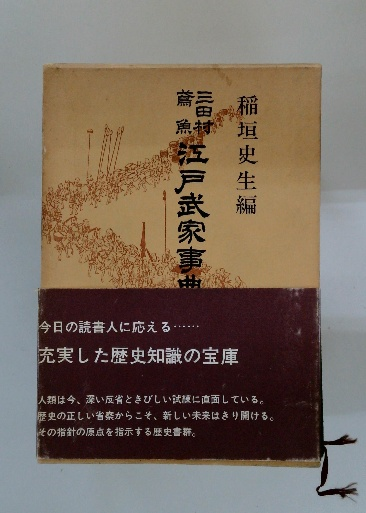 稲垣史生編
三田村
鳶魚
江戸武家事典
今日の読書人に応える……
充実した歴史知識の宝庫
人類は今、深い反省ときびしい試練に直面している。
歴史の正しい省察からこそ、新しい未来はきり開ける。
その指針の原点を指示する歴史書群。